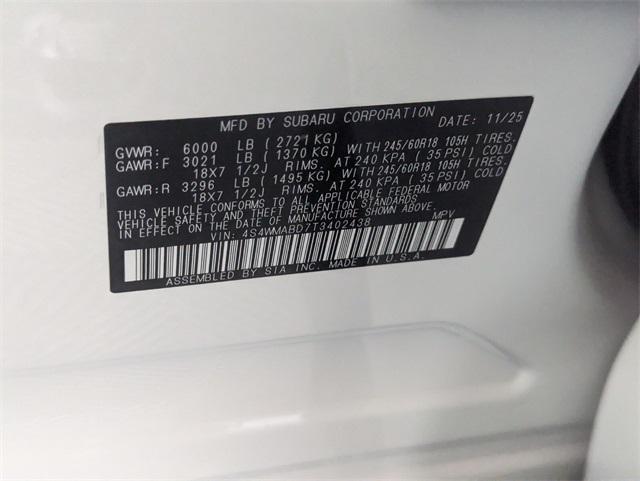 MFD BY SUBARU CORPORATION DATE: 11/25
GVWR: 6000 LB ( 2721 KG)
GAWR:F 3021 LB ( 1370 KG) WITH 245/60R18 105H TIRES.
18X7 1/2J RIMS. AT 240 KPA ( 35 PSI) COLD
GAWR:R 3296 LB ( 1495 KG) WITH 245/60R18 105H TIRES.
18X7 1/2J RIMS. AT 240 KPA ( 35 PSI) COLD
THIS VEHICLE CONFORMS TO ALL APPLICABLE FEDERAL MOTOR
VEHICLE SAFETY AND THEFT PREVENTION STANDARDS
IN EFFECT ON THE DATE OF MANUFACTURE SHOWN ABOVE.
VIN: 4S4WMABD7T3402438 MPV
ASSEMBLED BY SIA INC. MADE IN U.S.A.